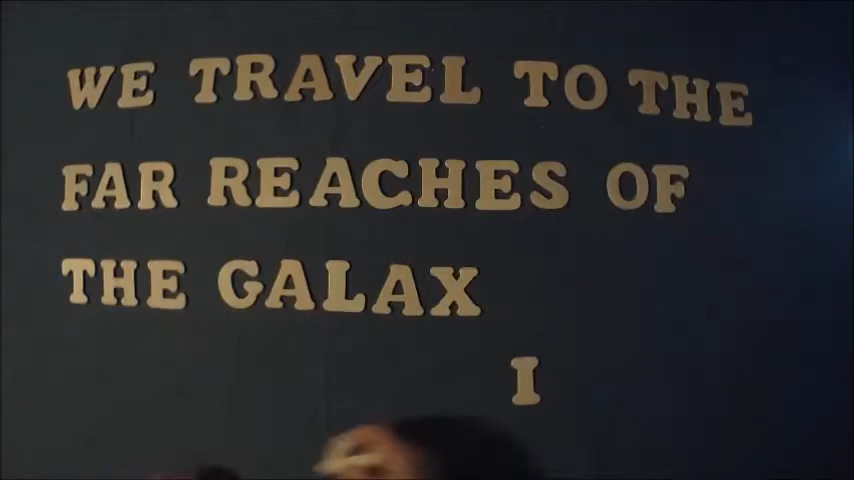 WE TRAVEL TO THE
FAR REACHES OF
THE GALAX
I